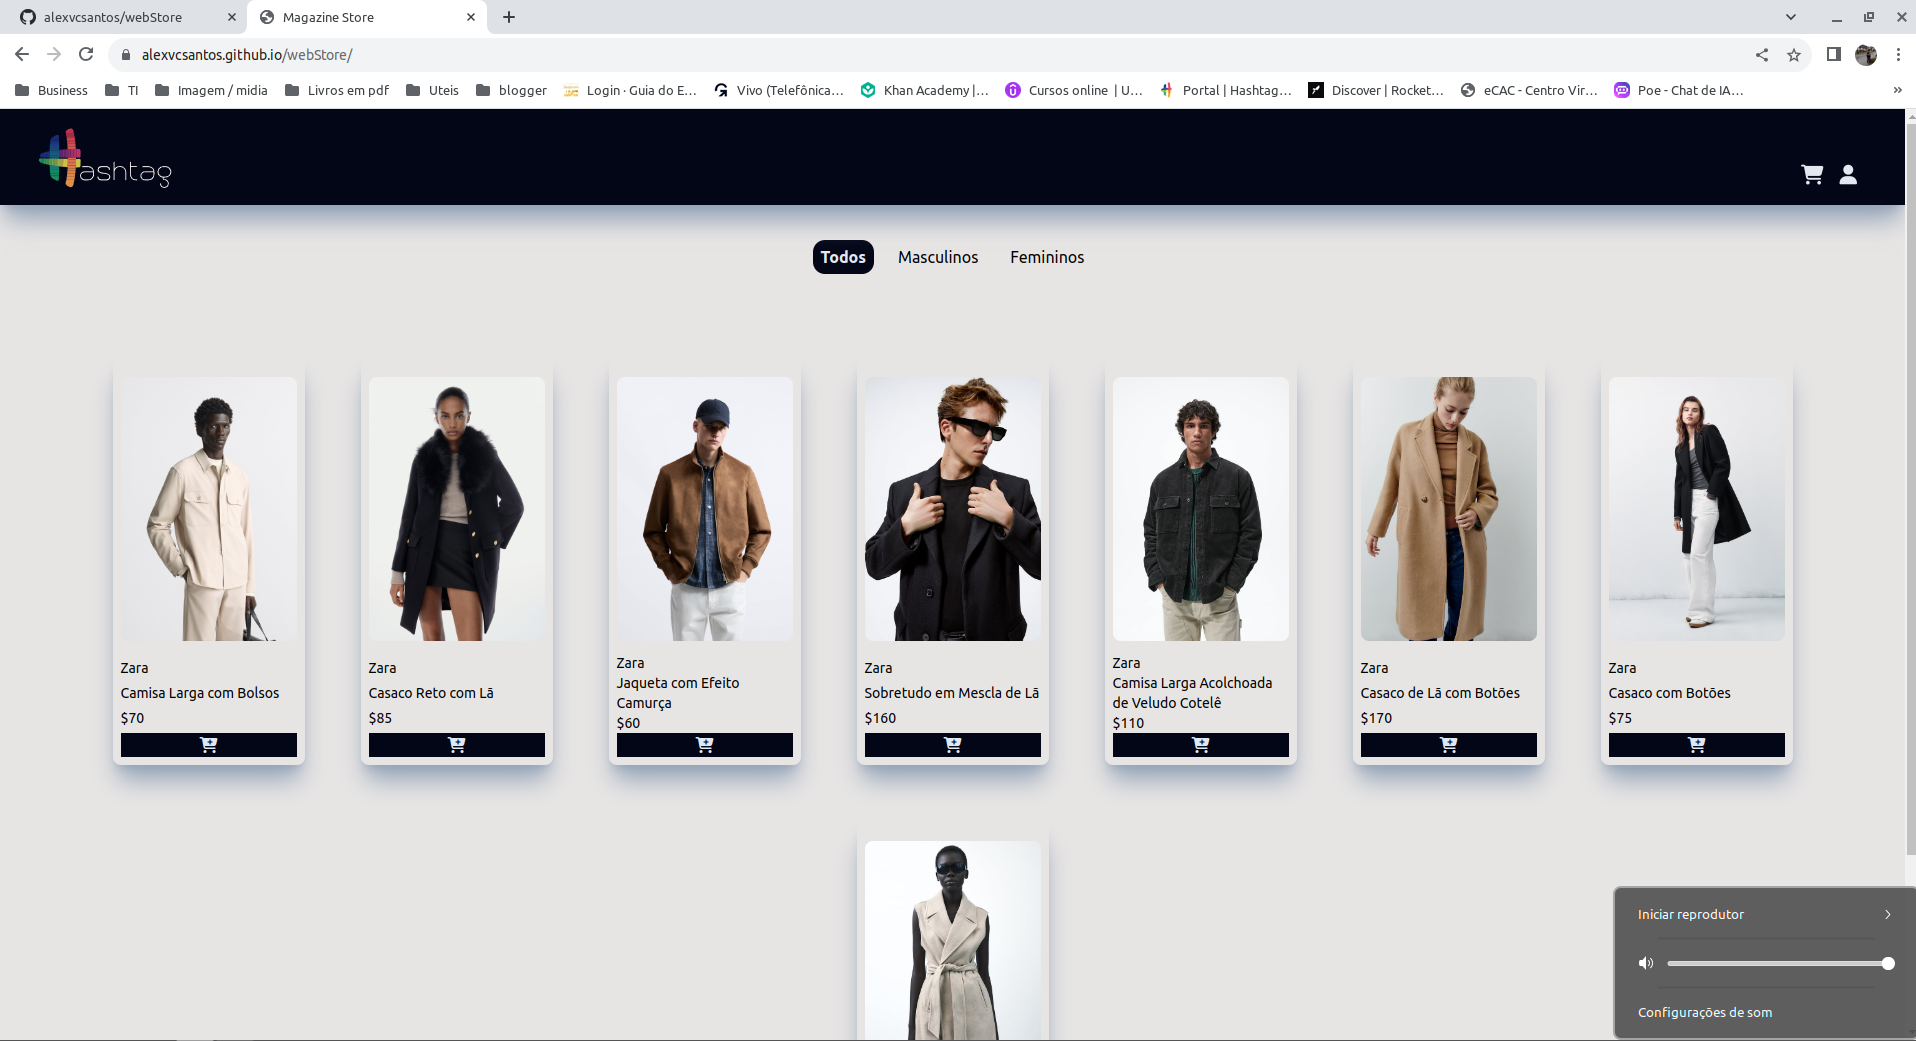 alexvcsantos/webStore
Magazine Store
alexvcsantos.github.io/webStore/
Business
TI
Imagem / midia
Livros em pdf
Uteis
blogger
Login · Guia do E...
Vivo (Telefônica...
Khan Academy |...
Cursos online | U...
Portal | Hashtag...
Discover | Rocket...
eCAC - Centro Vir...
Poe - Chat de IA...
»
Hashtag
Todos
Masculinos
Femininos
Zara
Camisa Larga com Bolsos
$70
Zara
Casaco Reto com Lã
$85
Zara
Jaqueta com Efeito
Camurça
$60
Zara
Sobretudo em Mescla de Lã
$160
Zara
Camisa Larga Acolchoada
de Veludo Cotelê
$110
Zara
Casaco de Lã com Botões
$170
Zara
Casaco com Botões
$75
Iniciar reprodutor
Configurações de som